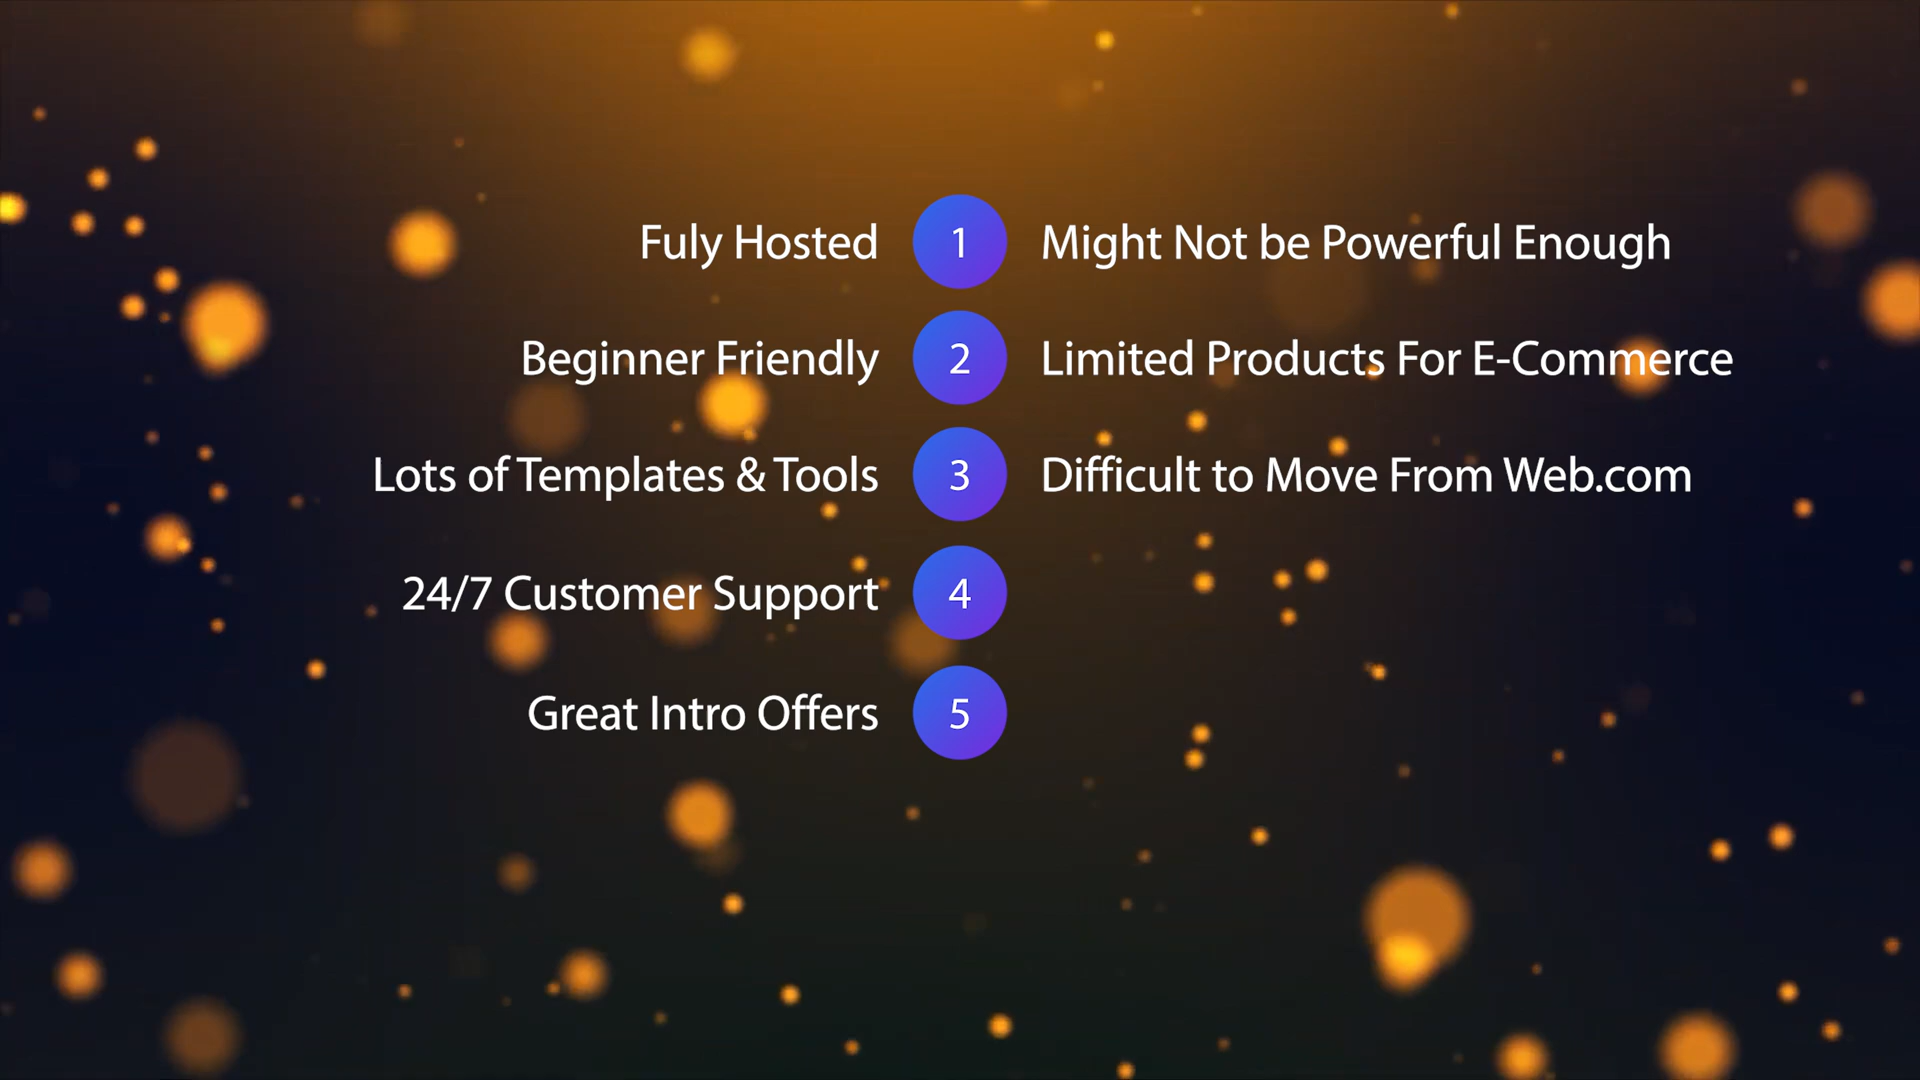 Fuly Hosted 1 Might Not be Powerful Enough
Beginner Friendly 2 Limited Products For E-Commerce
Lots of Templates & Tools 3 Difficult to Move From Web.com
24/7 Customer Support 4
Great Intro Offers 5